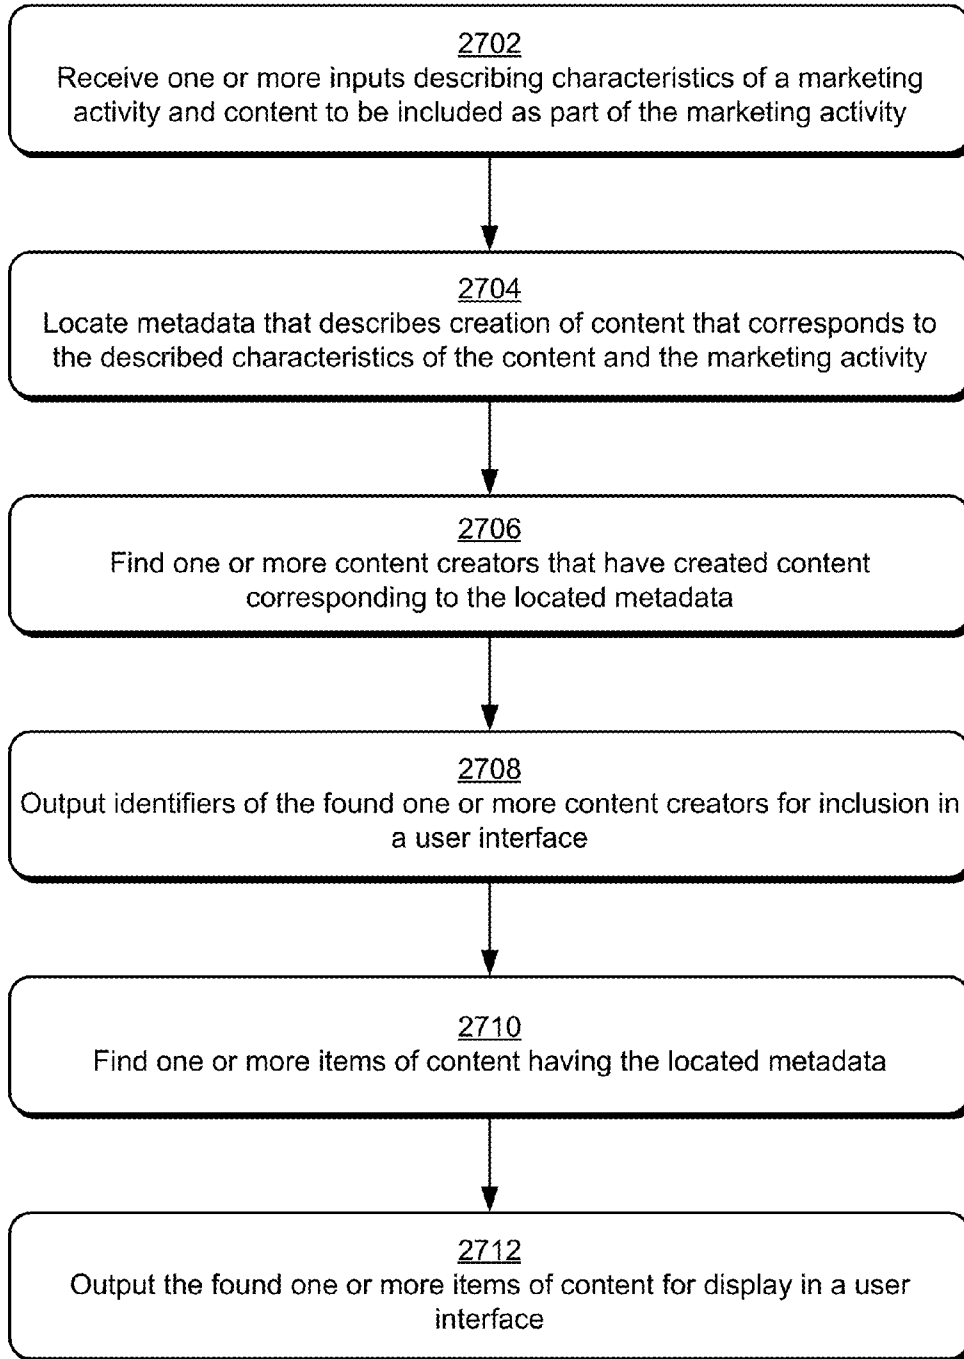 2702
Receive one or more inputs describing characteristics of a marketing
activity and content to be included as part of the marketing activity
2704
Locate metadata that describes creation of content that corresponds to
the described characteristics of the content and the marketing activity
2706
Find one or more content creators that have created content
corresponding to the located metadata
2708
Output identifiers of the found one or more content creators for inclusion in
a user interface
2710
Find one or more items of content having the located metadata
2712
Output the found one or more items of content for display in a user
interface